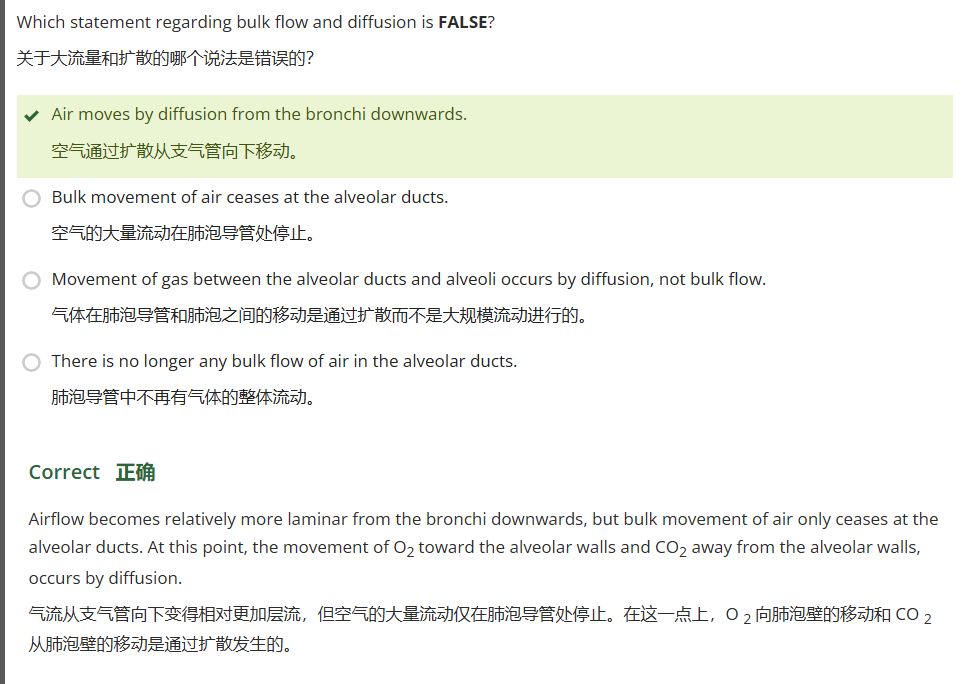 Which statement regarding bulk flow and diffusion is FALSE?
关于大流量和扩散的哪个说法是错误的？
Air moves by diffusion from the bronchi downwards.
空气通过扩散从支气管向下移动。
Bulk movement of air ceases at the alveolar ducts.
空气的大量流动在肺泡导管处停止。
Movement of gas between the alveolar ducts and alveoli occurs by diffusion, not bulk flow.
气体在肺泡导管和肺泡之间的移动是通过扩散而不是大规模流动进行的。
There is no longer any bulk flow of air in the alveolar ducts.
肺泡导管中不再有气体的整体流动。
Correct 正确
Airflow becomes relatively more laminar from the bronchi downwards, but bulk movement of air only ceases at the
alveolar ducts. At this point, the movement of O2 toward the alveolar walls and CO2 away from the alveolar walls,
occurs by diffusion.
气流从支气管向下变得相对更加层流，但空气的大量流动仅在肺泡导管处停止。在这一点上，O 2 向肺泡壁的移动和 CO 2
从肺泡壁的移动是通过扩散发生的。